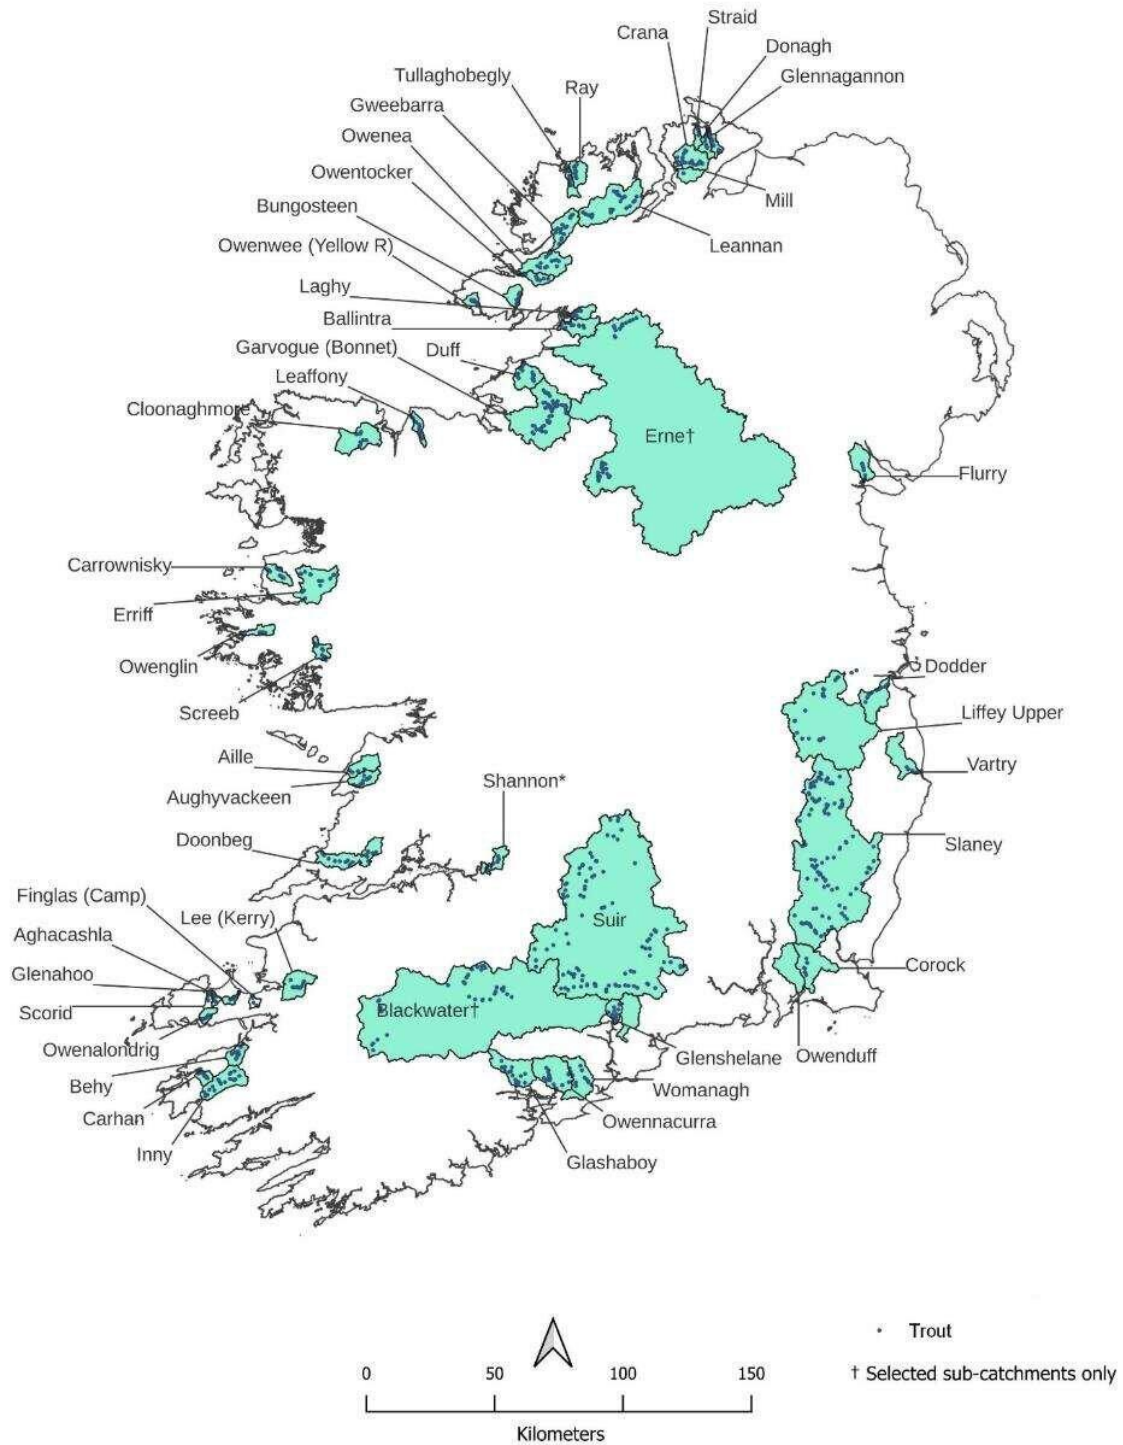 Straid
Crana
Donagh
Glennagannon
Tullaghobegly
Ray
Gweebarra
Owenea
Owentocker
Mill
Bungosteen
Leannan
Owenwee (Yellow R)
Laghy
Ballintra
Garvogue (Bonnet)
Duff
Leaffony
Cloonaghmore
Erne†
Flurry
Carrownisky
Erriff
Owenglin
Dodder
Screeb
Liffey Upper
Aille
Vartry
Shannon*
Aughyvackeen
Doonbeg
Slaney
Finglas (Camp)
Lee (Kerry)
Suir
Aghacashla
Glenahoo
Corock
Scorid
Blackwater†
Owenalondrig
Glenshelane
Owenduff
Behy
Womanagh
Carhan
Owennacurra
Inny
Glashaboy
Trout
0 50 100 150
† Selected sub-catchments only
Kilometers